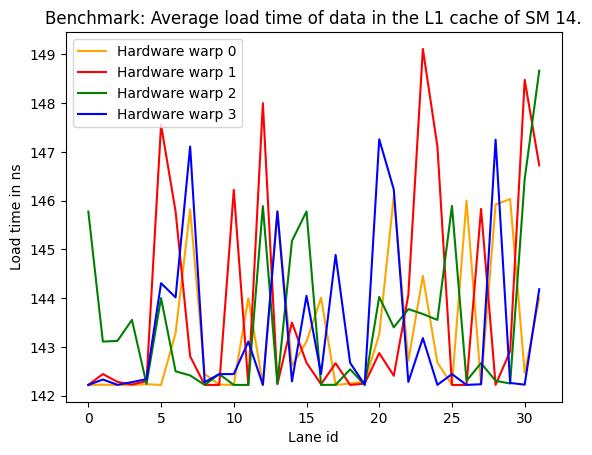 Benchmark: Average load time of data in the L1 cache of SM 14.
Hardware warp 0
Hardware warp 1
Hardware warp 2
Hardware warp 3
149
148
147
146
145
144
143
142
Load time in ns
0 5 10 15 20 25 30
Lane id